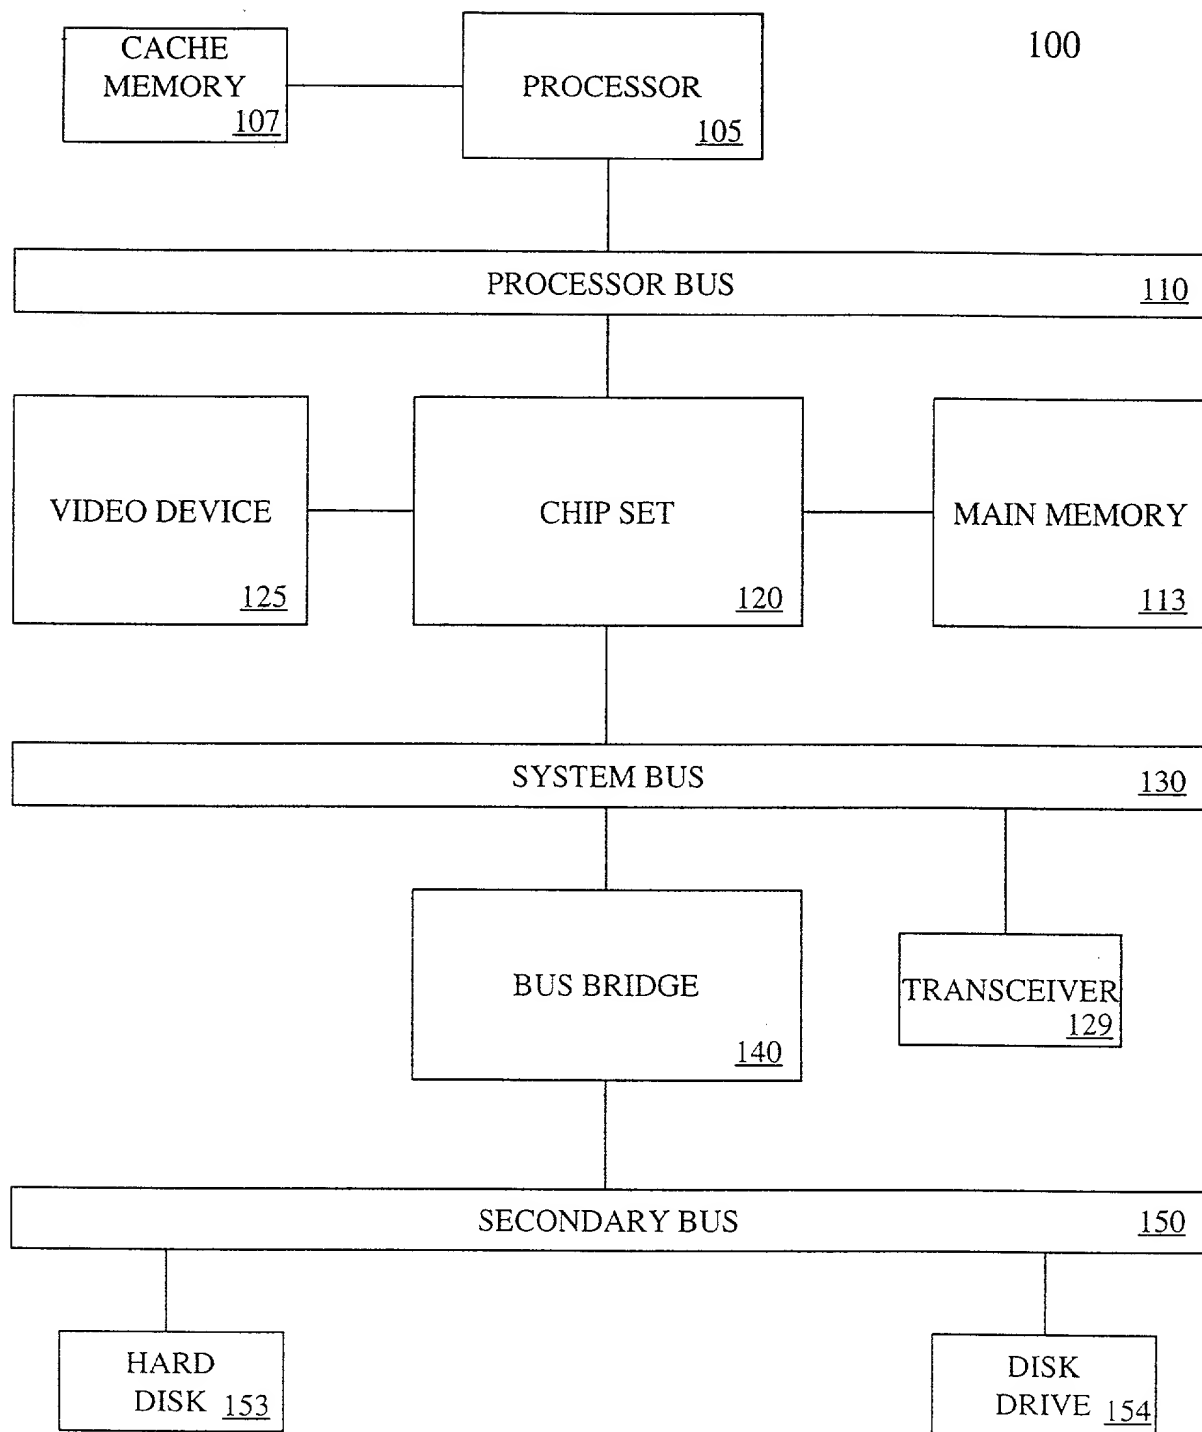 100
CACHE
MEMORY
107
PROCESSOR
105
PROCESSOR BUS
110
VIDEO DEVICE
125
CHIP SET
120
MAIN MEMORY
113
SYSTEM BUS
130
BUS BRIDGE
140
TRANSCEIVER
129
SECONDARY BUS
150
HARD
DISK 153
DISK
DRIVE 154